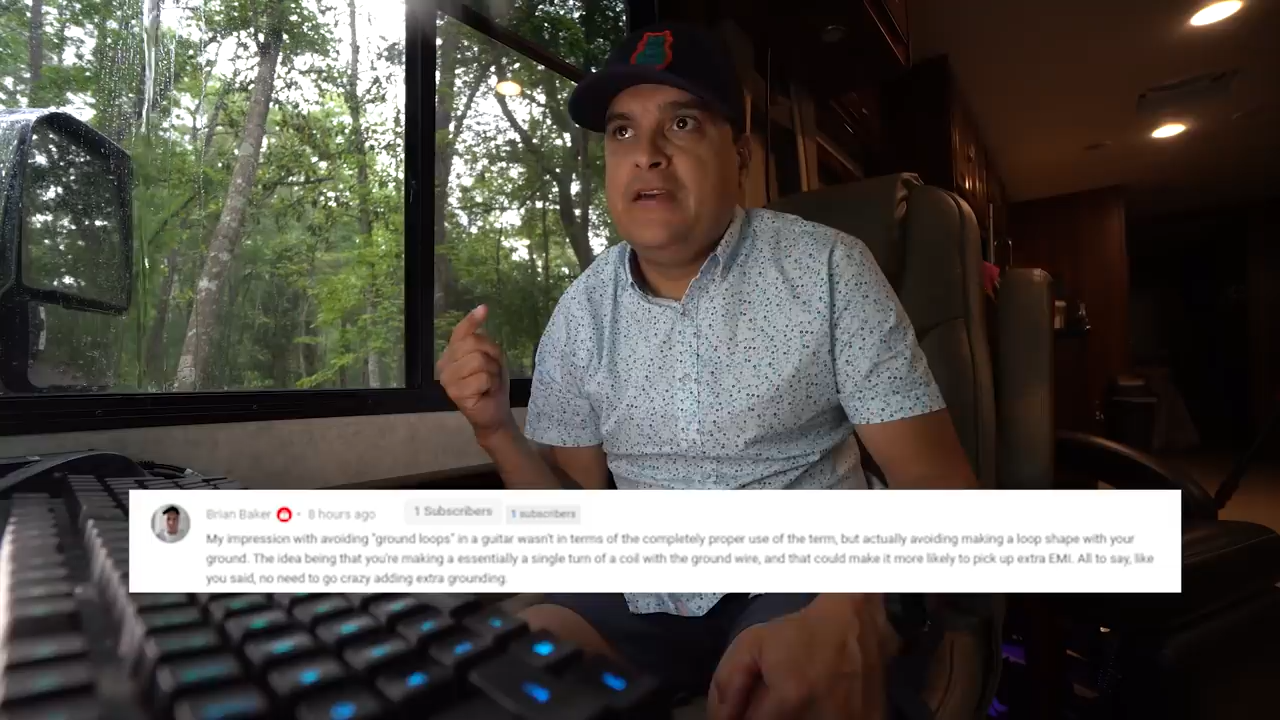 Brian Baker • 8 hours ago 1 Subscribers 1 subscribers
My impression with avoiding "ground loops" in a guitar wasn't in terms of the completely proper use of the term, but actually avoiding making a loop shape with your
ground. The idea being that you're making a essentially a single turn of a coil with the ground wire, and that could make it more likely to pick up extra EMI. All to say, like
you said, no need to go crazy adding extra grounding.